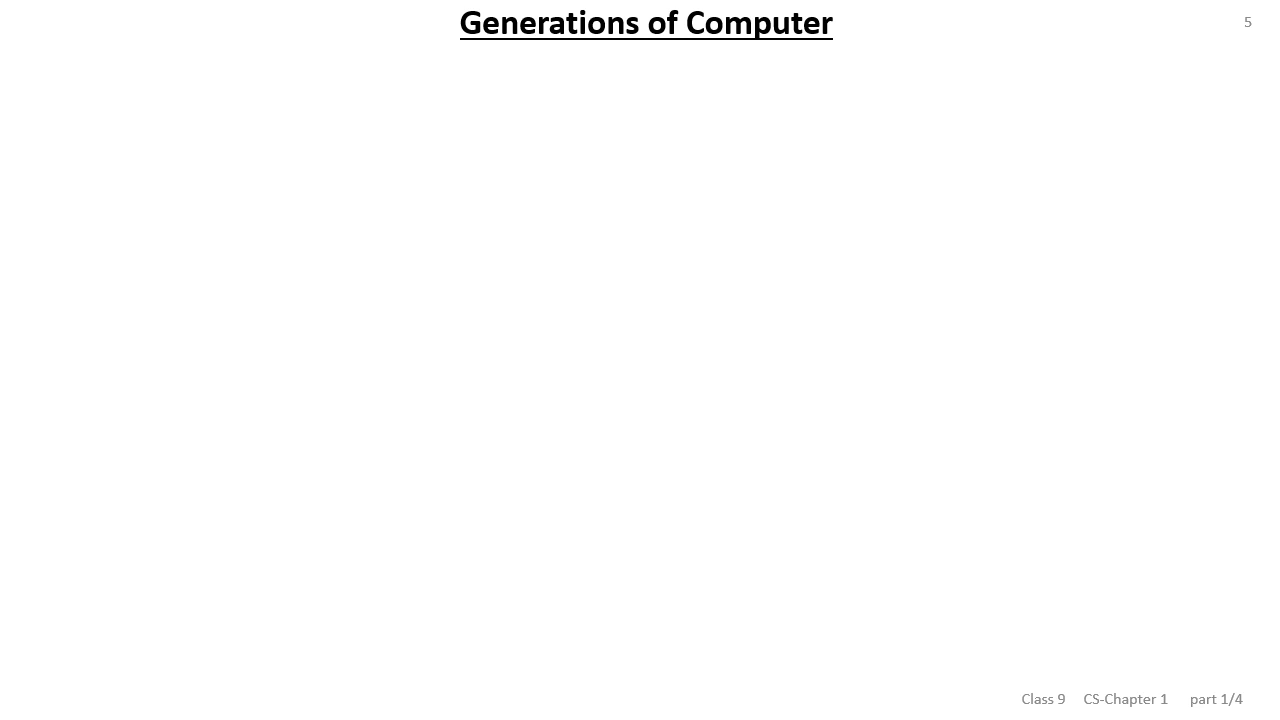 Generations of Computer
5
Class 9 CS-Chapter 1 part 1/4